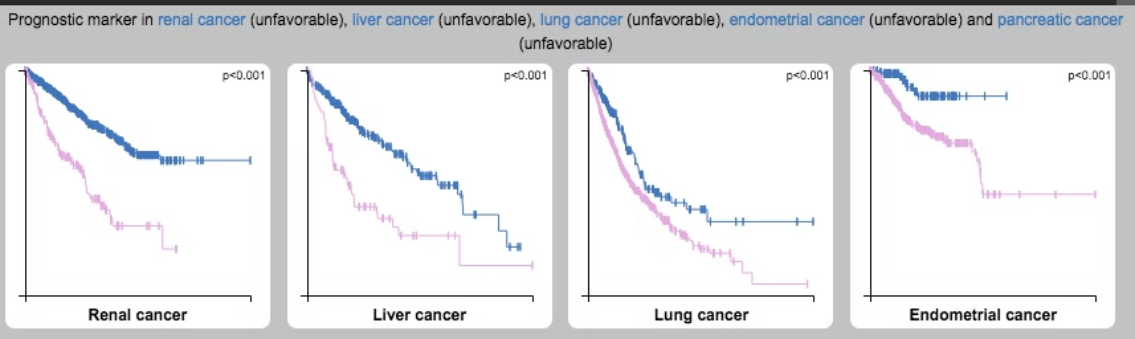 Prognostic marker in renal cancer (unfavorable), liver cancer (unfavorable), lung cancer (unfavorable), endometrial cancer (unfavorable) and pancreatic cancer
(unfavorable)
p<0.001
p<0.001
p<0.001
p<0.001
Renal cancer
Liver cancer
Lung cancer
Endometrial cancer